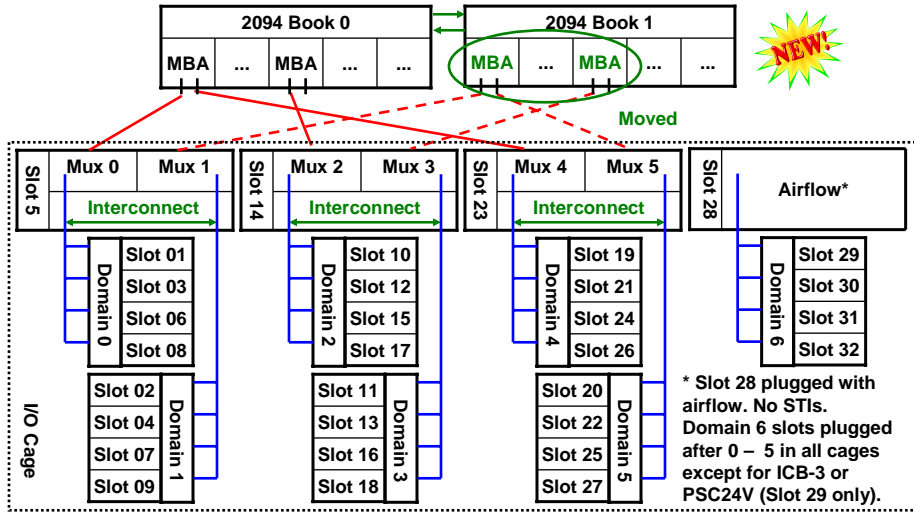 2094 Book 0
2094 Book 1
MBA ... MBA ... ...
MBA ... MBA ... ...
NEW!
Moved
Slot 5
Mux 0
Mux 1
Interconnect
Slot 14
Mux 2
Mux 3
Interconnect
Slot 23
Mux 4
Mux 5
Interconnect
Slot 28
Airflow*
Domain 0
Slot 01
Slot 03
Slot 06
Slot 08
Domain 2
Slot 10
Slot 12
Slot 15
Slot 17
Domain 4
Slot 19
Slot 21
Slot 24
Slot 26
Domain 6
Slot 29
Slot 30
Slot 31
Slot 32
I/O Cage
Slot 02
Slot 04
Slot 07
Slot 09
Domain 1
Slot 11
Slot 13
Slot 16
Slot 18
Domain 3
Slot 20
Slot 22
Slot 25
Slot 27
Domain 5
* Slot 28 plugged with
airflow. No STIs.
Domain 6 slots plugged
after 0 – 5 in all cages
except for ICB-3 or
PSC24V (Slot 29 only).